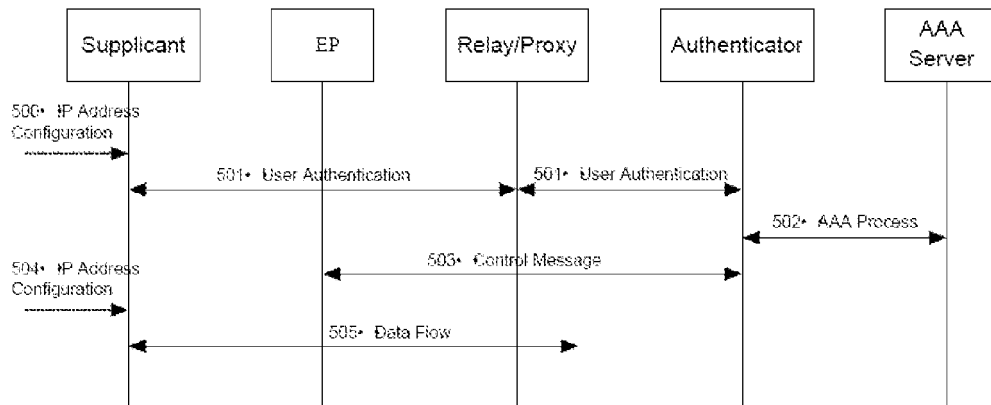 Supplicant
EP
Relay/Proxy
Authenticator
AAA
Server
500• IP Address
Configuration
501• User Authentication
501• User Authentication
502• AAA Process
503• Control Message
504• IP Address
Configuration
505• Data Flow